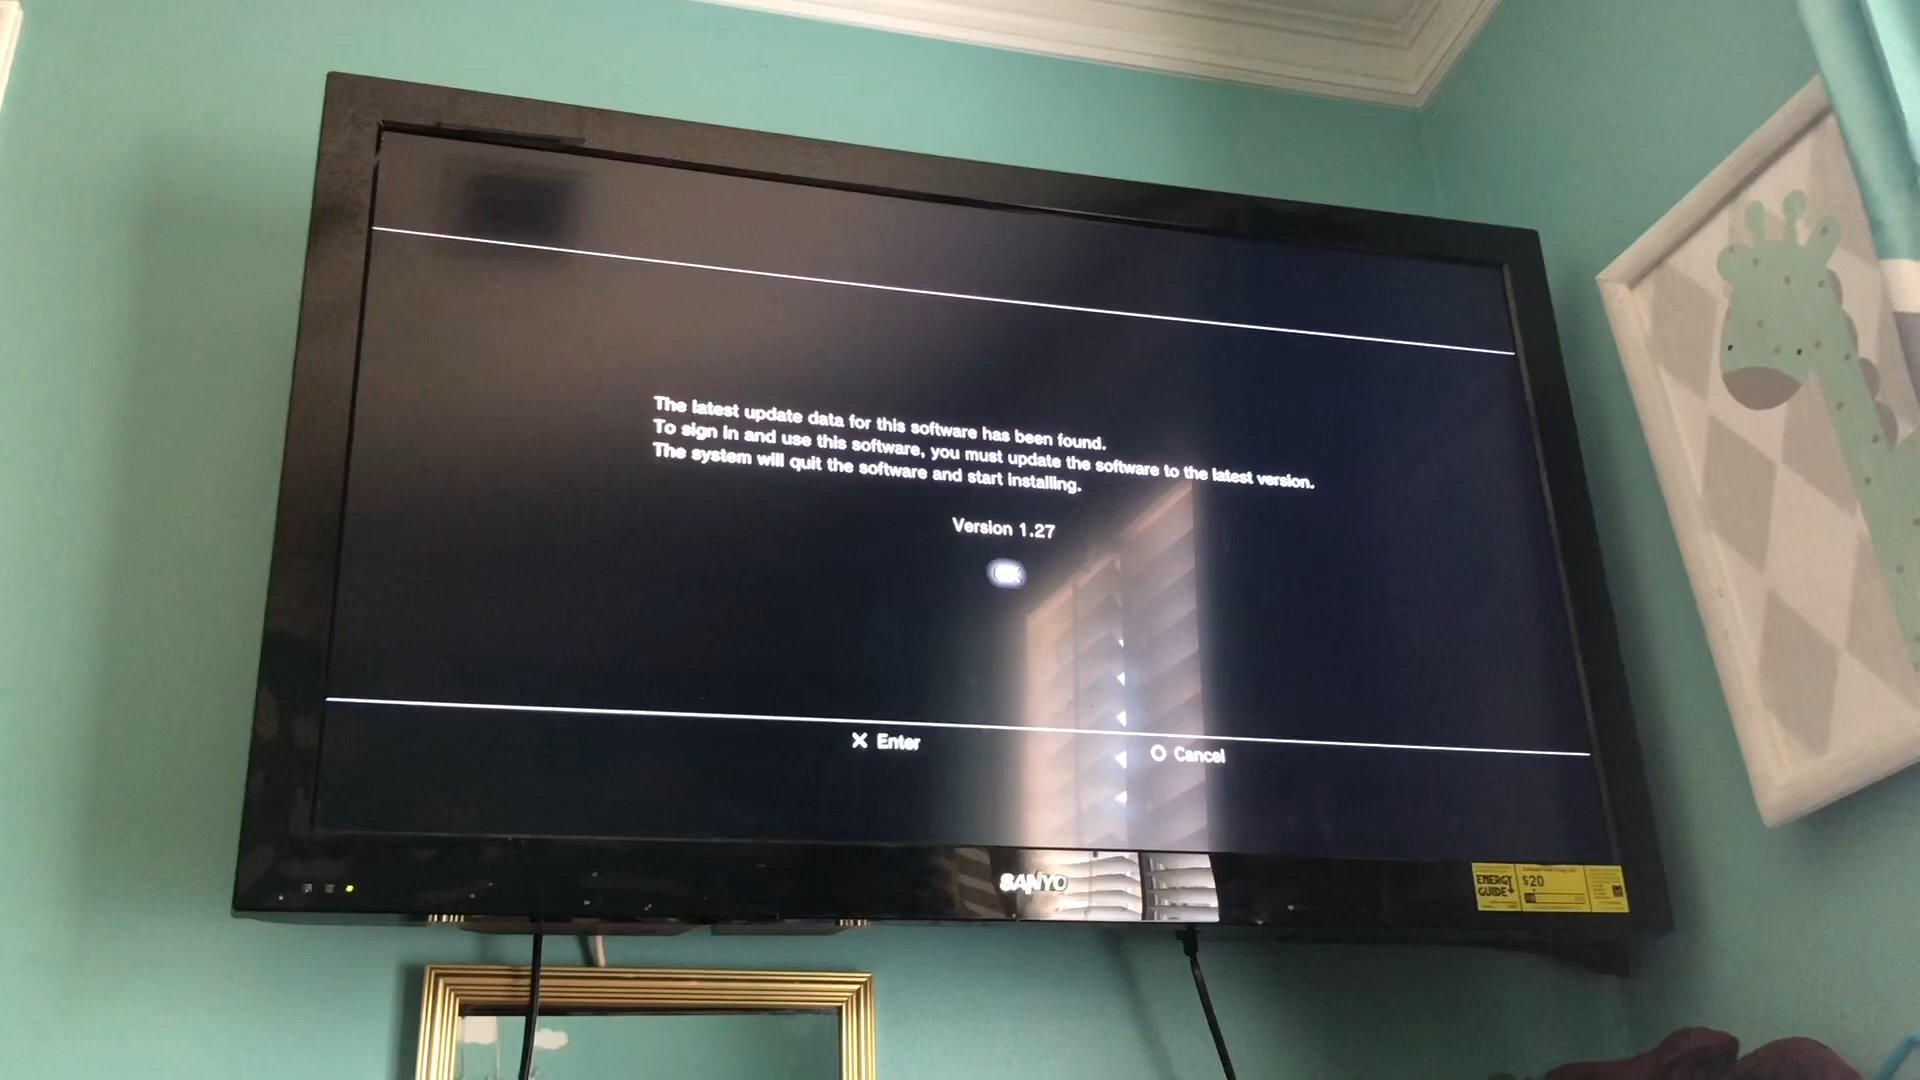 The latest update data for this software has been found.
To sign in and use this software, you must update the software to the latest version.
The system will quit the software and start installing.
Version 1.27
OK
X Enter
O Cancel
SANYO
ENERGY
GUIDE
$20